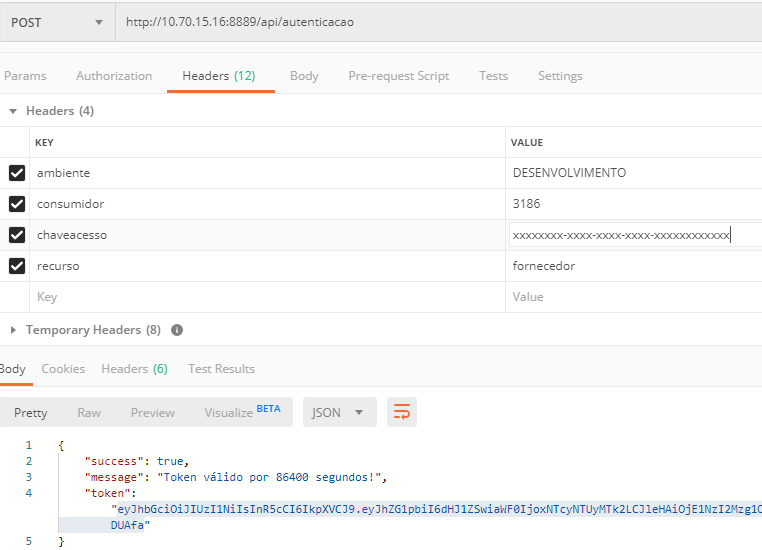 POST http://10.70.15.16:8889/api/autenticacao
Params Authorization Headers (12) Body Pre-request Script Tests Settings
Headers (4)
KEY VALUE
ambiente DESENVOLVIMENTO
consumidor 3186
chaveacesso xxxxxxxx-xxxx-xxxx-xxxx-xxxxxxxxxxxx
recurso fornecedor
Key Value
Temporary Headers (8) i
Body Cookies Headers (6) Test Results
Pretty Raw Preview Visualize BETA JSON
1 {
2 "success": true,
3 "message": "Token válido por 86400 segundos!",
4 "token":
"eyJhbGciOiJIUzI1NiIsInR5cCI6IkpXVCJ9.eyJhZG1pbiI6dHJ1ZSwiaWF0IjoxNTcyNTUyMTk2LCJleHAiOjE1NzI2Mzg1O
DUAfa"
5 }